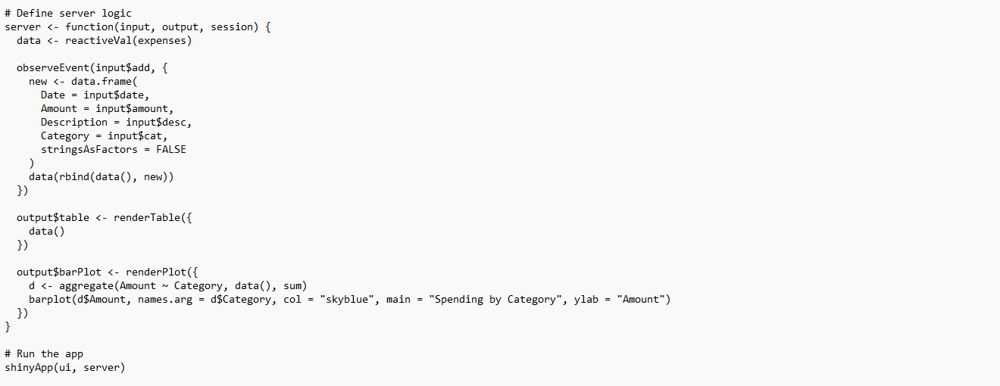 # Define server logic
server <- function(input, output, session) {
  data <- reactiveVal(expenses)

  observeEvent(input$add, {
    new <- data.frame(
      Date = input$date,
      Amount = input$amount,
      Description = input$desc,
      Category = input$cat,
      stringsAsFactors = FALSE
    )
    data(rbind(data(), new))
  })

  output$table <- renderTable({
    data()
  })

  output$barPlot <- renderPlot({
    d <- aggregate(Amount ~ Category, data(), sum)
    barplot(d$Amount, names.arg = d$Category, col = "skyblue", main = "Spending by Category", ylab = "Amount")
  })
}

# Run the app
shinyApp(ui, server)